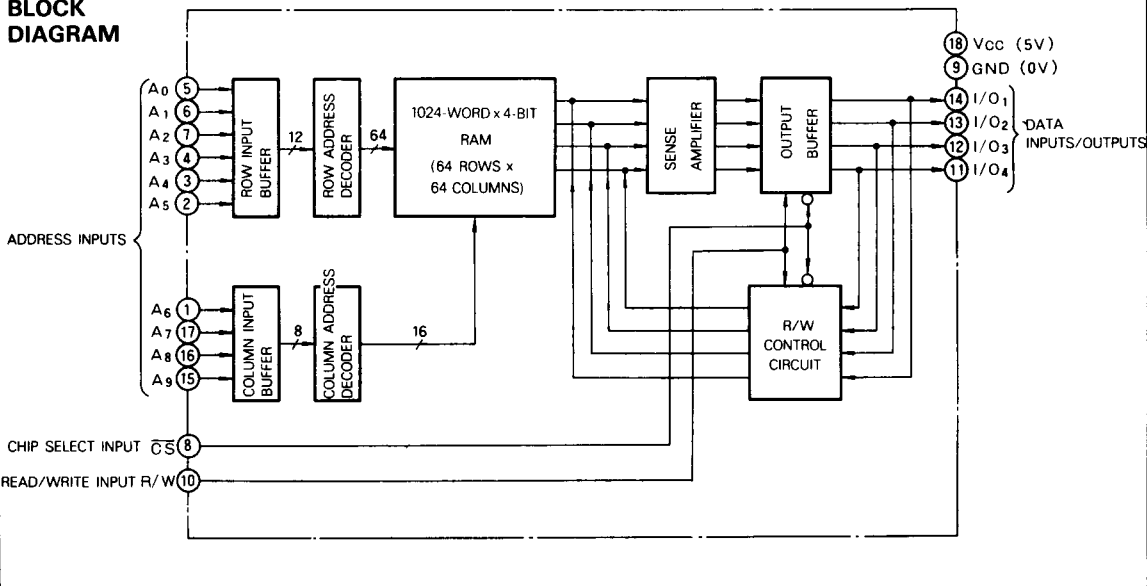 BLOCK
DIAGRAM
18 VCC (5V)
9 GND (0V)
A0 5
A1 6
A2 7
A3 4
A4 3
A5 2
ROW INPUT
BUFFER
12
ROW ADDRESS
DECODER
64
1024-WORD x 4-BIT
RAM
(64 ROWS x
64 COLUMNS)
SENSE
AMPLIFIER
OUTPUT
BUFFER
14 I/O1
13 I/O2
12 I/O3
11 I/O4
DATA
INPUTS/OUTPUTS
ADDRESS INPUTS
A6 1
A7 17
A8 16
A9 15
COLUMN INPUT
BUFFER
8
COLUMN ADDRESS
DECODER
16
R/W
CONTROL
CIRCUIT
CHIP SELECT INPUT C̅S̅ 8
READ/WRITE INPUT R/W 10